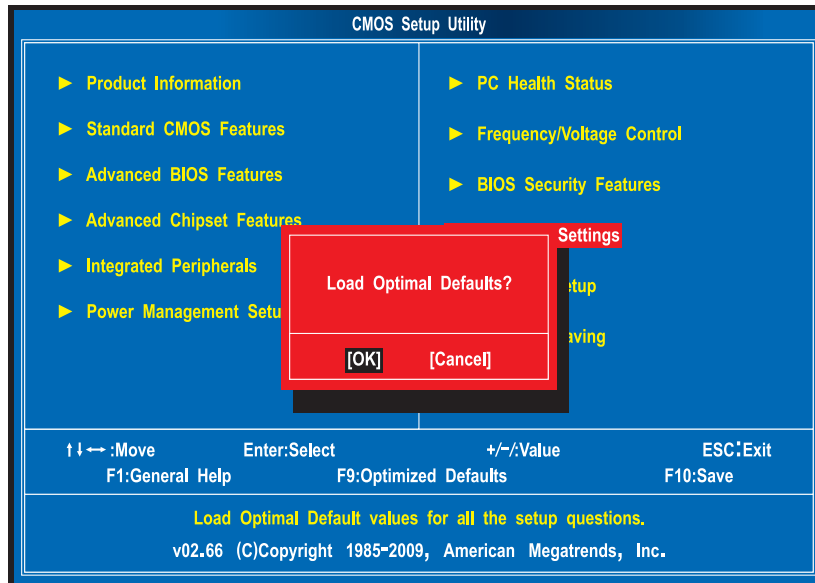 CMOS Setup Utility
► Product Information
► Standard CMOS Features
► Advanced BIOS Features
► Advanced Chipset Features
► Integrated Peripherals
► Power Management Setu
► PC Health Status
► Frequency/Voltage Control
► BIOS Security Features
Settings
etup
aving
Load Optimal Defaults?
[OK] [Cancel]
↑↓←→:Move Enter:Select +/-/:Value ESC:Exit
F1:General Help F9:Optimized Defaults F10:Save
Load Optimal Default values for all the setup questions.
v02.66 (C)Copyright 1985-2009, American Megatrends, Inc.